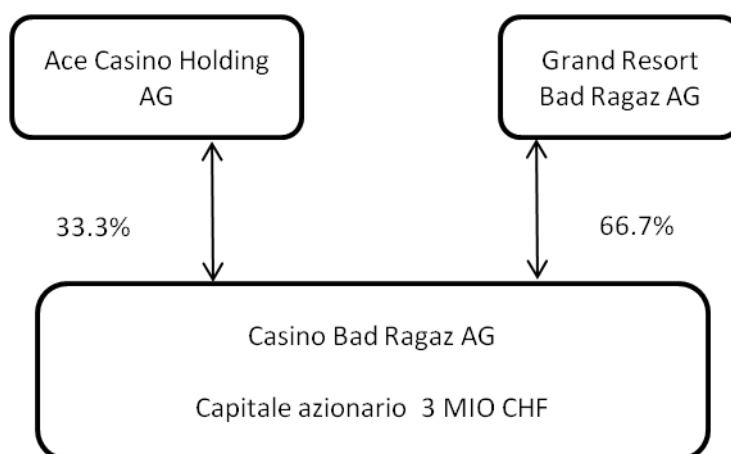 Ace Casino Holding
AG
Grand Resort
Bad Ragaz AG
33.3%
66.7%
Casino Bad Ragaz AG
Capitale azionario 3 MIO CHF